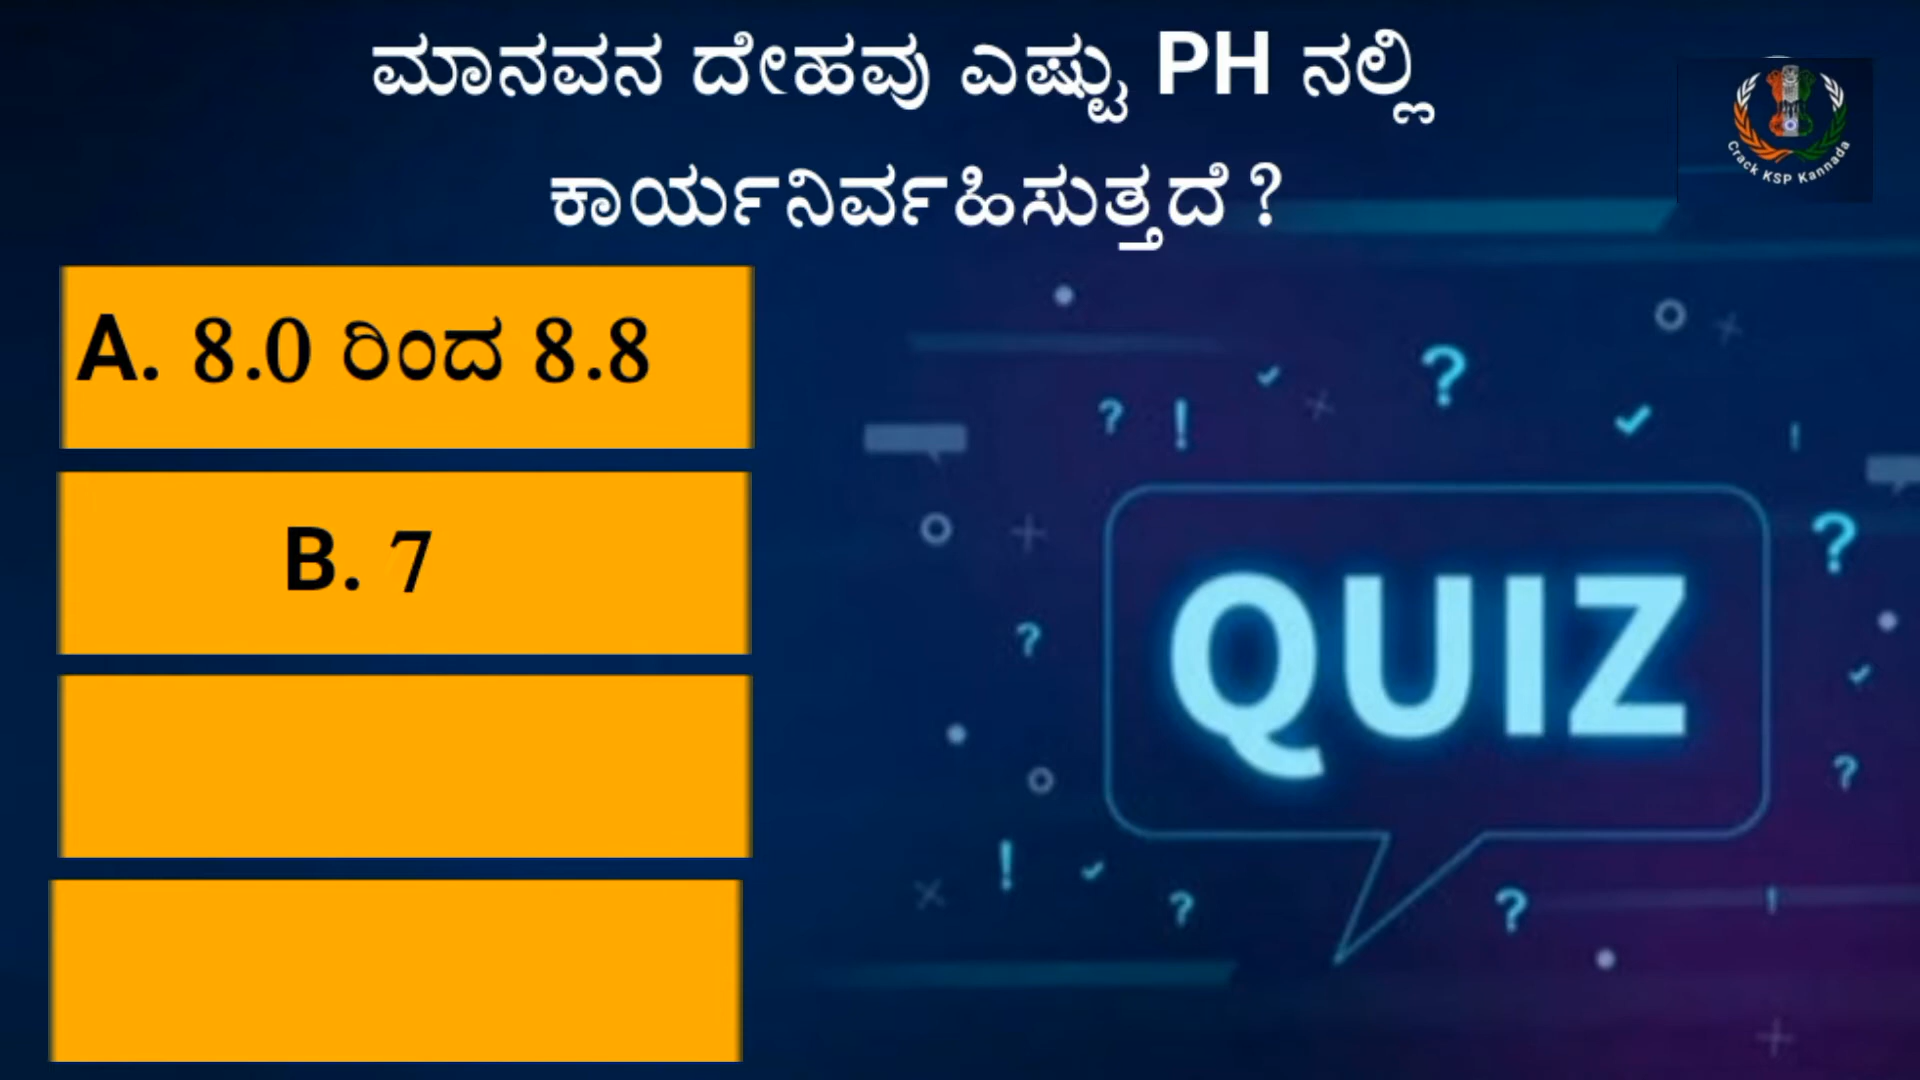 ಮಾನವನ ದೇಹವು ಎಷ್ಟು PH ನಲ್ಲಿ
ಕಾರ್ಯನಿರ್ವಹಿಸುತ್ತದೆ ?
Crack KSP Kannada
A. 8.0 ರಿಂದ 8.8
B. 7
QUIZ